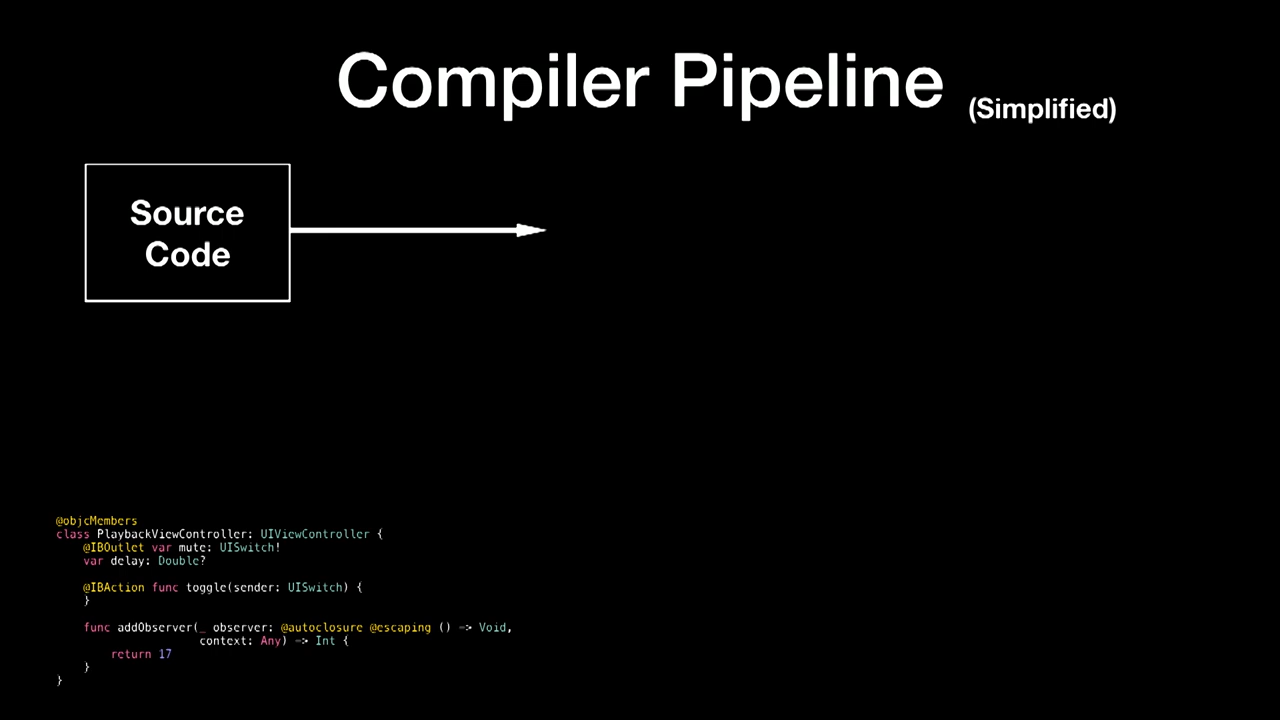 Compiler Pipeline (Simplified)
Source
Code
@objcMembers
class PlaybackViewController: UIViewController {
    @IBOutlet var mute: UISwitch!
    var delay: Double?

    @IBAction func toggle(sender: UISwitch) {
    }

    func addObserver(_ observer: @autoclosure @escaping () -> Void,
                     context: Any) -> Int {
        return 17
    }
}